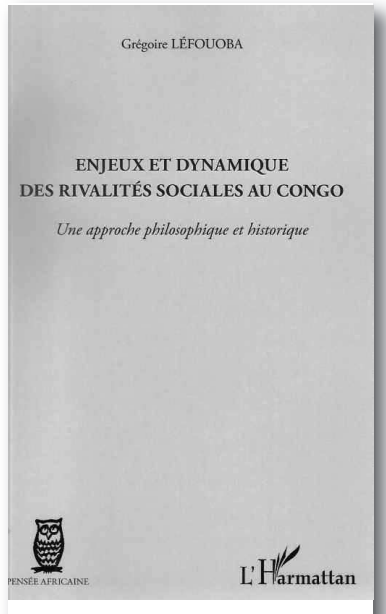 Grégoire LÉFOUOBA
ENJEUX ET DYNAMIQUE
DES RIVALITÉS SOCIALES AU CONGO
Une approche philosophique et historique
PENSÉE AFRICAINE
L'Harmattan